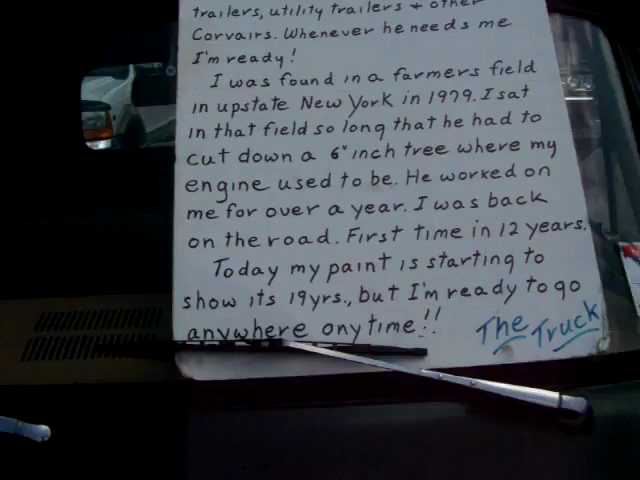 trailers, utility trailers + other
Corvairs. Whenever he needs me
I'm ready!
I was found in a farmers field
in upstate New York in 1979. I sat
in that field so long that he had to
cut down a 6" inch tree where my
engine used to be. He worked on
me for over a year. I was back
on the road. First time in 12 years.
Today my paint is starting to
show its 19yrs., but I'm ready to go
anywhere onytime!!
The Truck